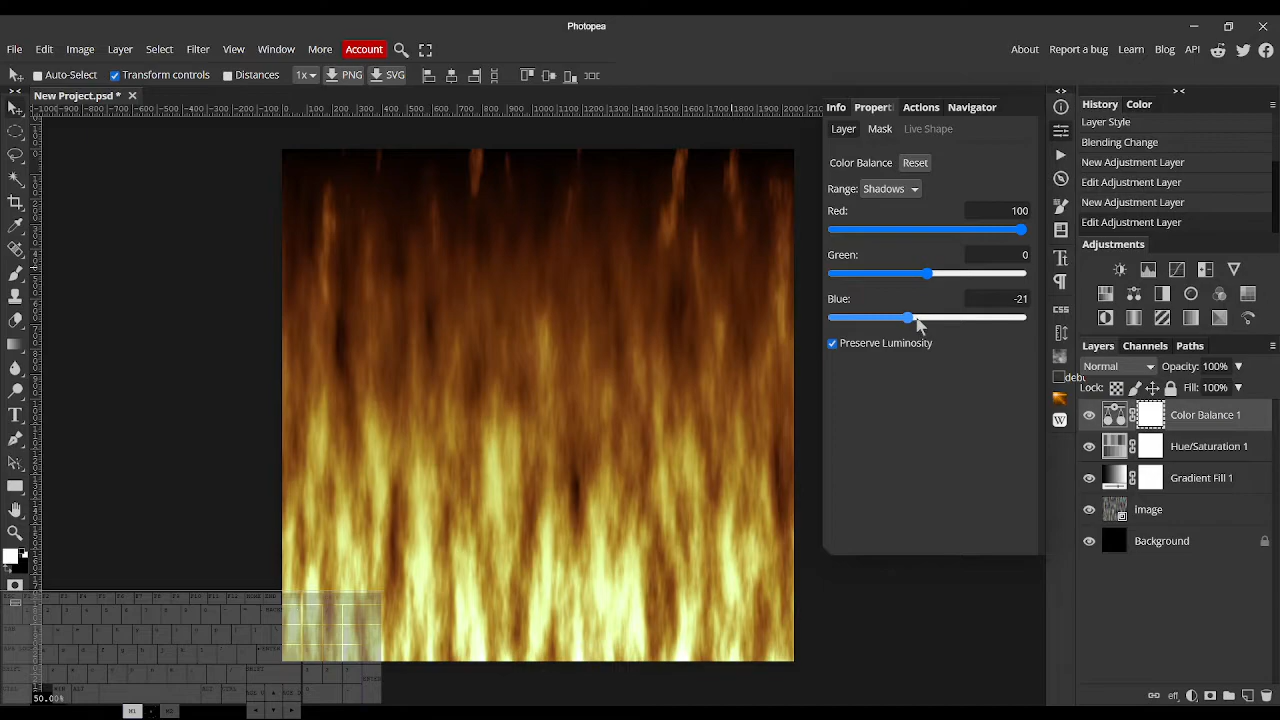 Photopea
File Edit Image Layer Select Filter View Window More Account About Report a bug Learn Blog API
Auto-Select Transform controls Distances 1x PNG SVG
New Project.psd * ×
Info Propert Actions Navigator
History Color
Layer Mask Live Shape
Layer Style
Blending Change
Color Balance Reset
New Adjustment Layer
Range: Shadows
Edit Adjustment Layer
Red: 100
New Adjustment Layer
Edit Adjustment Layer
Adjustments
Green: 0
Blue: -21
CSS
Preserve Luminosity
Layers Channels Paths
Normal Opacity: 100%
debu
Lock: Fill: 100%
Color Balance 1
Hue/Saturation 1
Gradient Fill 1
Image
Background
50.00%
M1 M2